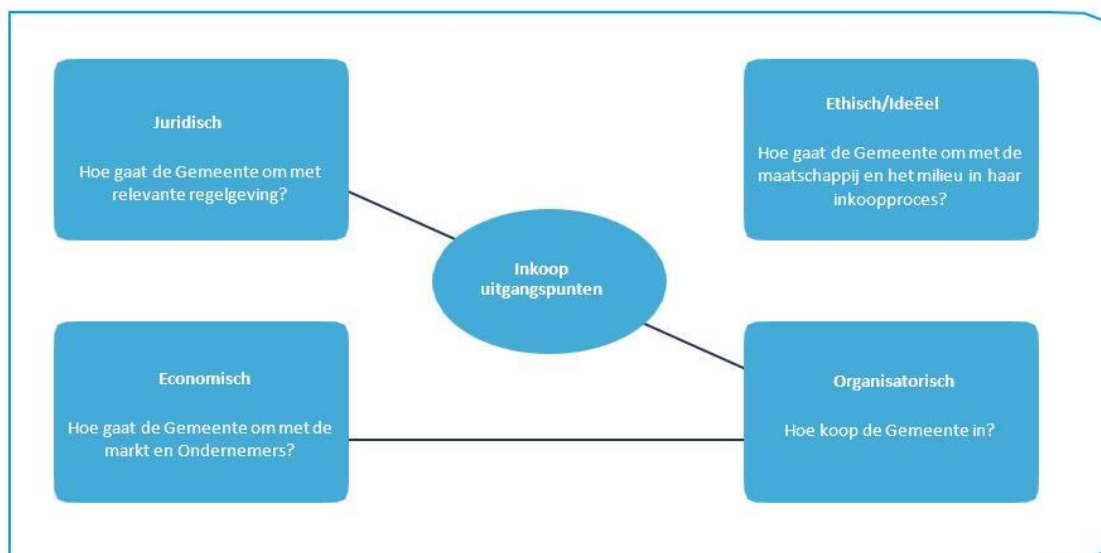 Juridisch
Hoe gaat de Gemeente om met
relevante regelgeving?
Ethisch/Ideëel
Hoe gaat de Gemeente om met de
maatschappij en het milieu in haar
inkoopproces?
Inkoop
uitgangspunten
Economisch
Hoe gaat de Gemeente om met de
markt en Ondernemers?
Organisatorisch
Hoe koop de Gemeente in?